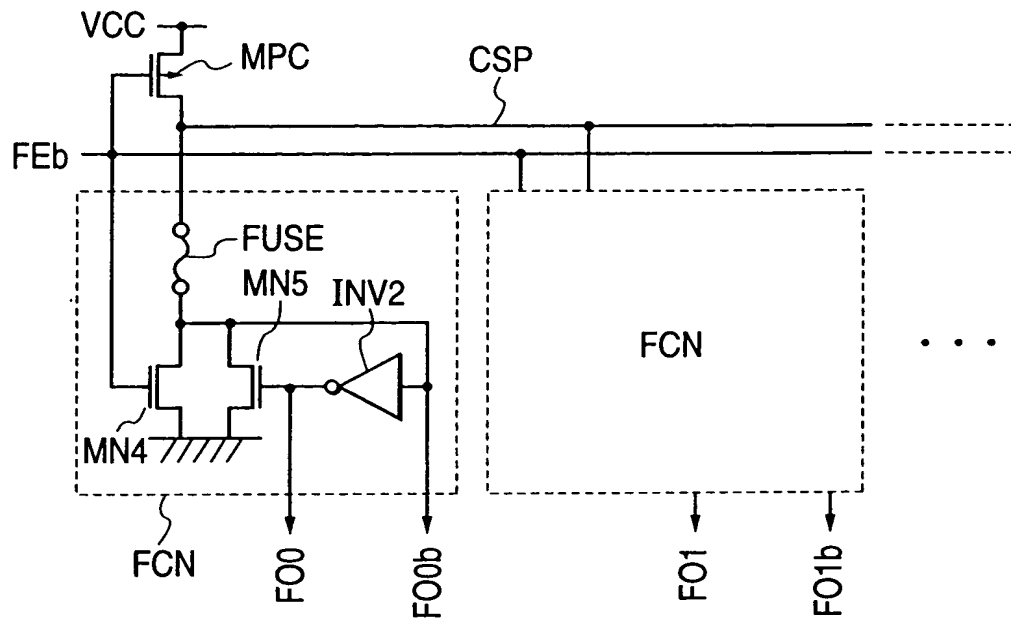 VCC
MPC
CSP
FEb
FUSE
MN5
INV2
FCN
MN4
FCN
FO0
FO0b
FO1
FO1b